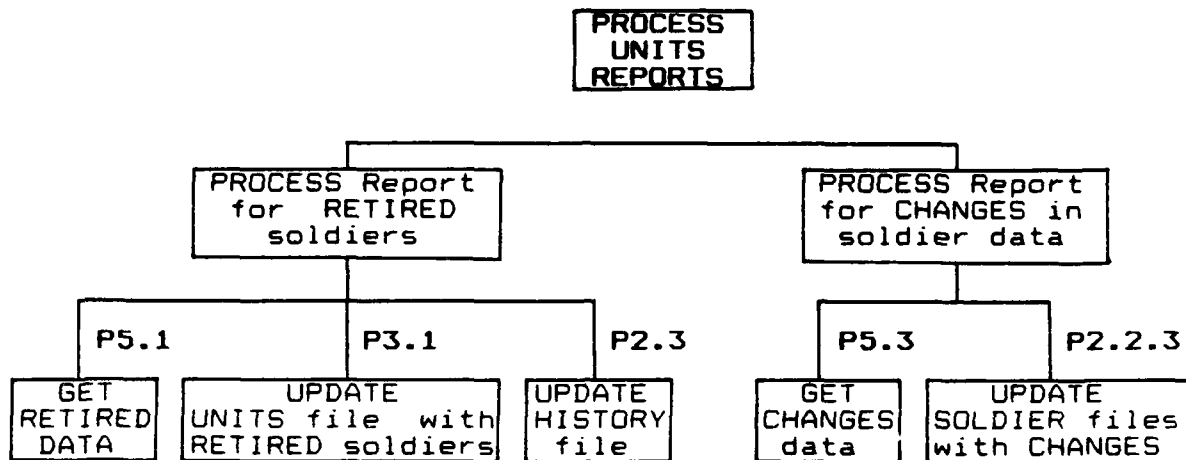 PROCESS
UNITS
REPORTS
PROCESS Report
for RETIRED
soldiers
PROCESS Report
for CHANGES in
soldier data
P5.1
P3.1
P2.3
P5.3
P2.2.3
GET
RETIRED
DATA
UPDATE
UNITS file with
RETIRED soldiers
UPDATE
HISTORY
file
GET
CHANGES
data
UPDATE
SOLDIER files
with CHANGES